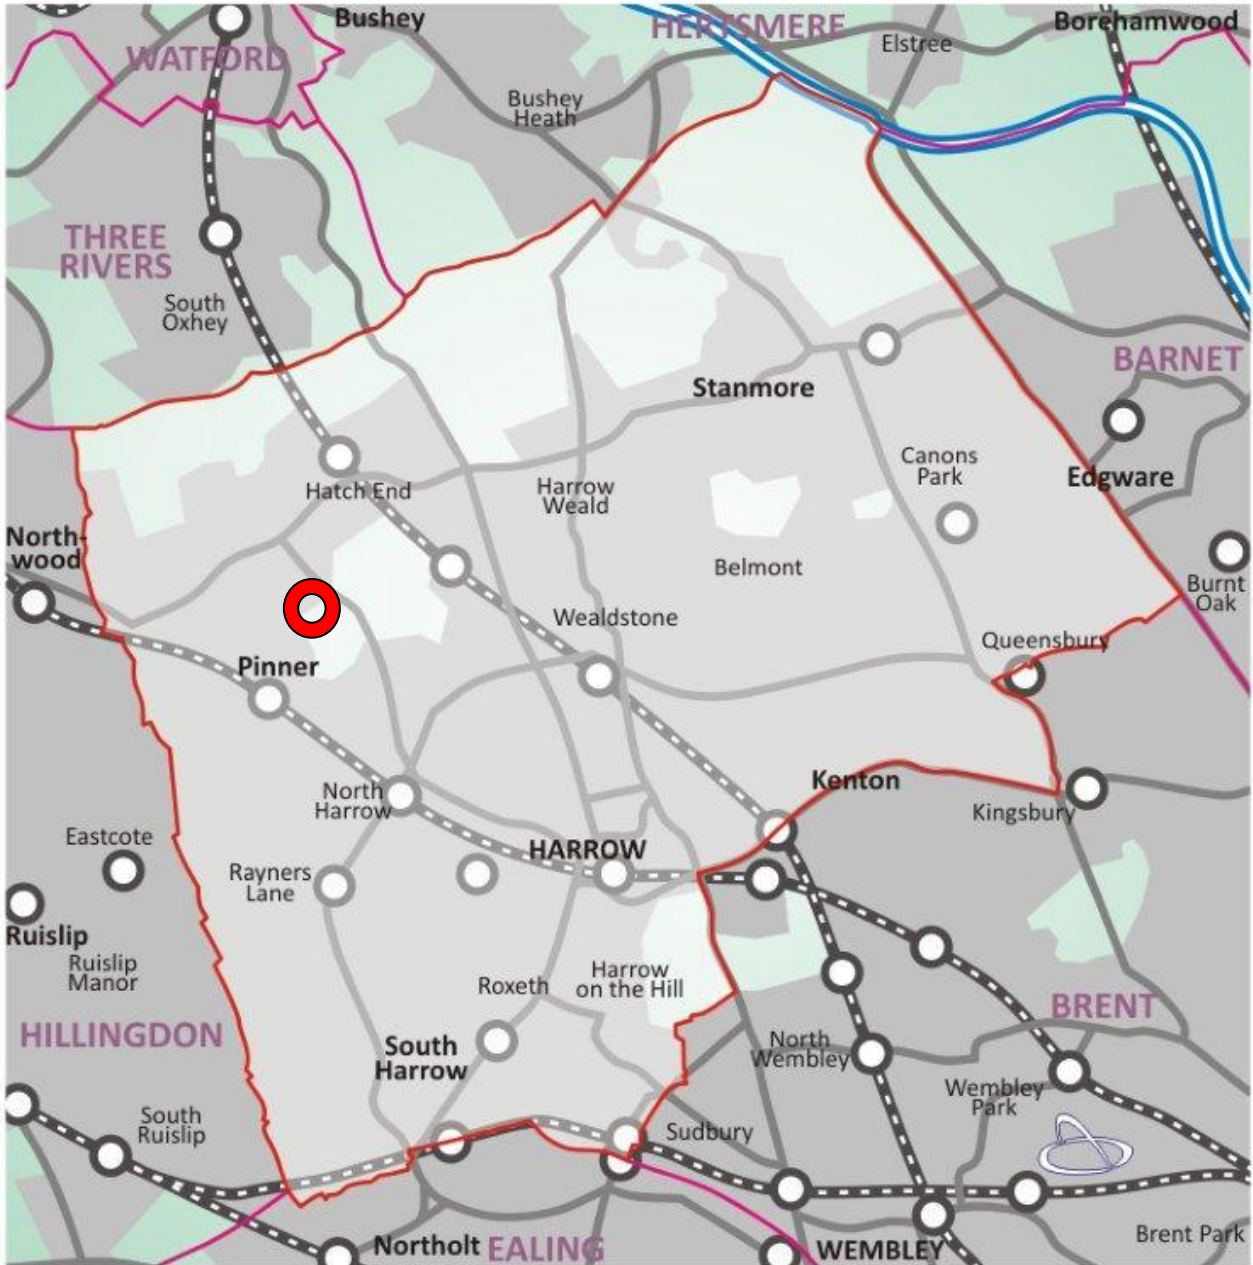 Bushey
HERTSMERE
Borehamwood
WATFORD
Elstree
Bushey
Heath
THREE
RIVERS
South
Oxhey
BARNET
Stanmore
Edgware
Canons
Park
Hatch End
Harrow
Weald
North-
wood
Belmont
Burnt
Oak
Wealdstone
Queensbury
Pinner
Kenton
North
Harrow
Kingsbury
Eastcote
HARROW
Rayners
Lane
Ruislip
Ruislip
Manor
Roxeth
Harrow
on the Hill
HILLINGDON
BRENT
South
Harrow
North
Wembley
Wembley
Park
South
Ruislip
Sudbury
Northolt
EALING
WEMBLEY
Brent Park